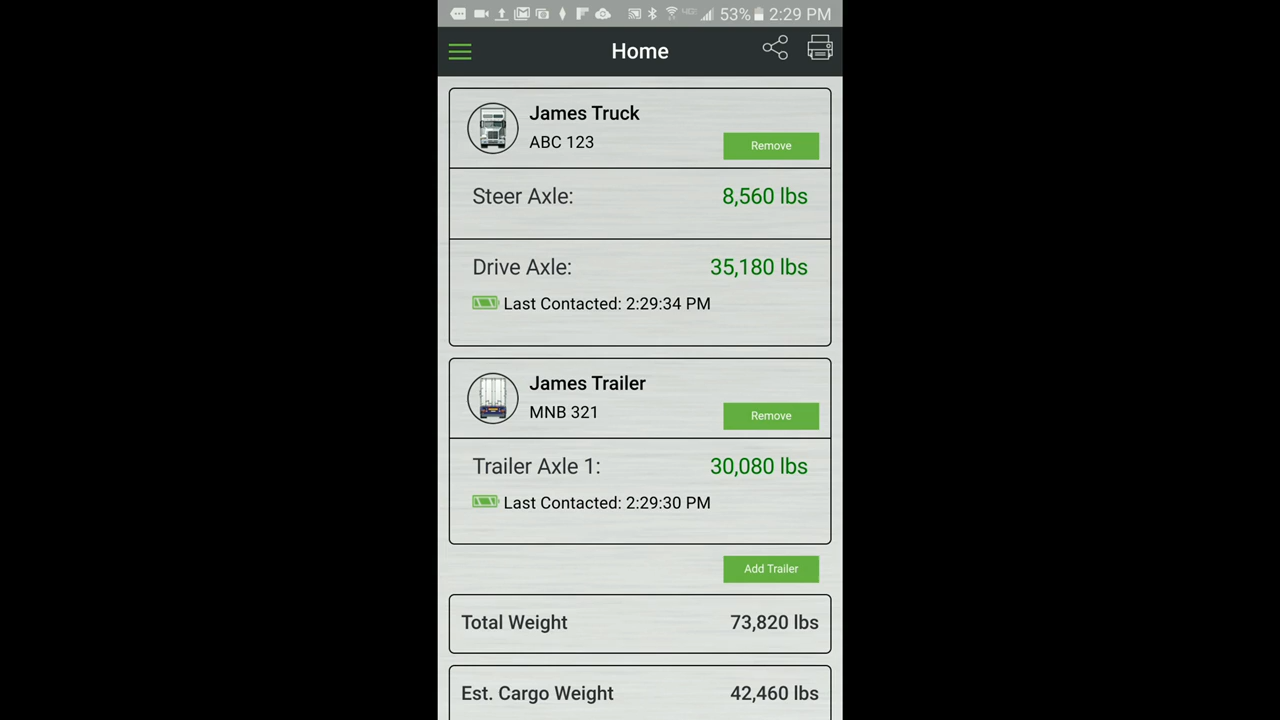 53% 2:29 PM
Home
James Truck
ABC 123
Remove
Steer Axle: 8,560 lbs
Drive Axle: 35,180 lbs
Last Contacted: 2:29:34 PM
James Trailer
MNB 321
Remove
Trailer Axle 1: 30,080 lbs
Last Contacted: 2:29:30 PM
Add Trailer
Total Weight 73,820 lbs
Est. Cargo Weight 42,460 lbs